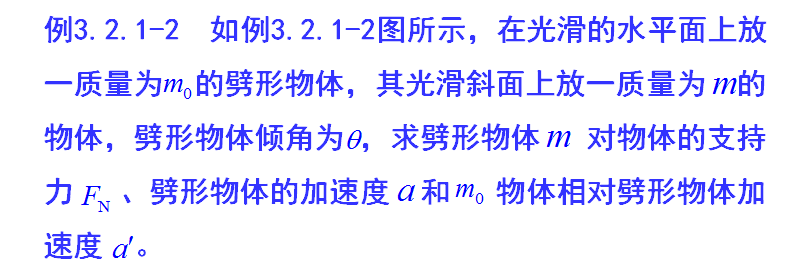 例3.2.1-2 如例3.2.1-2图所示，在光滑的水平面上放
一质量为m₀的劈形物体，其光滑斜面上放一质量为m的
物体，劈形物体倾角为θ，求劈形物体m 对物体的支持
力 F_N 、劈形物体的加速度 a 和 m₀ 物体相对劈形物体加
速度 a′。